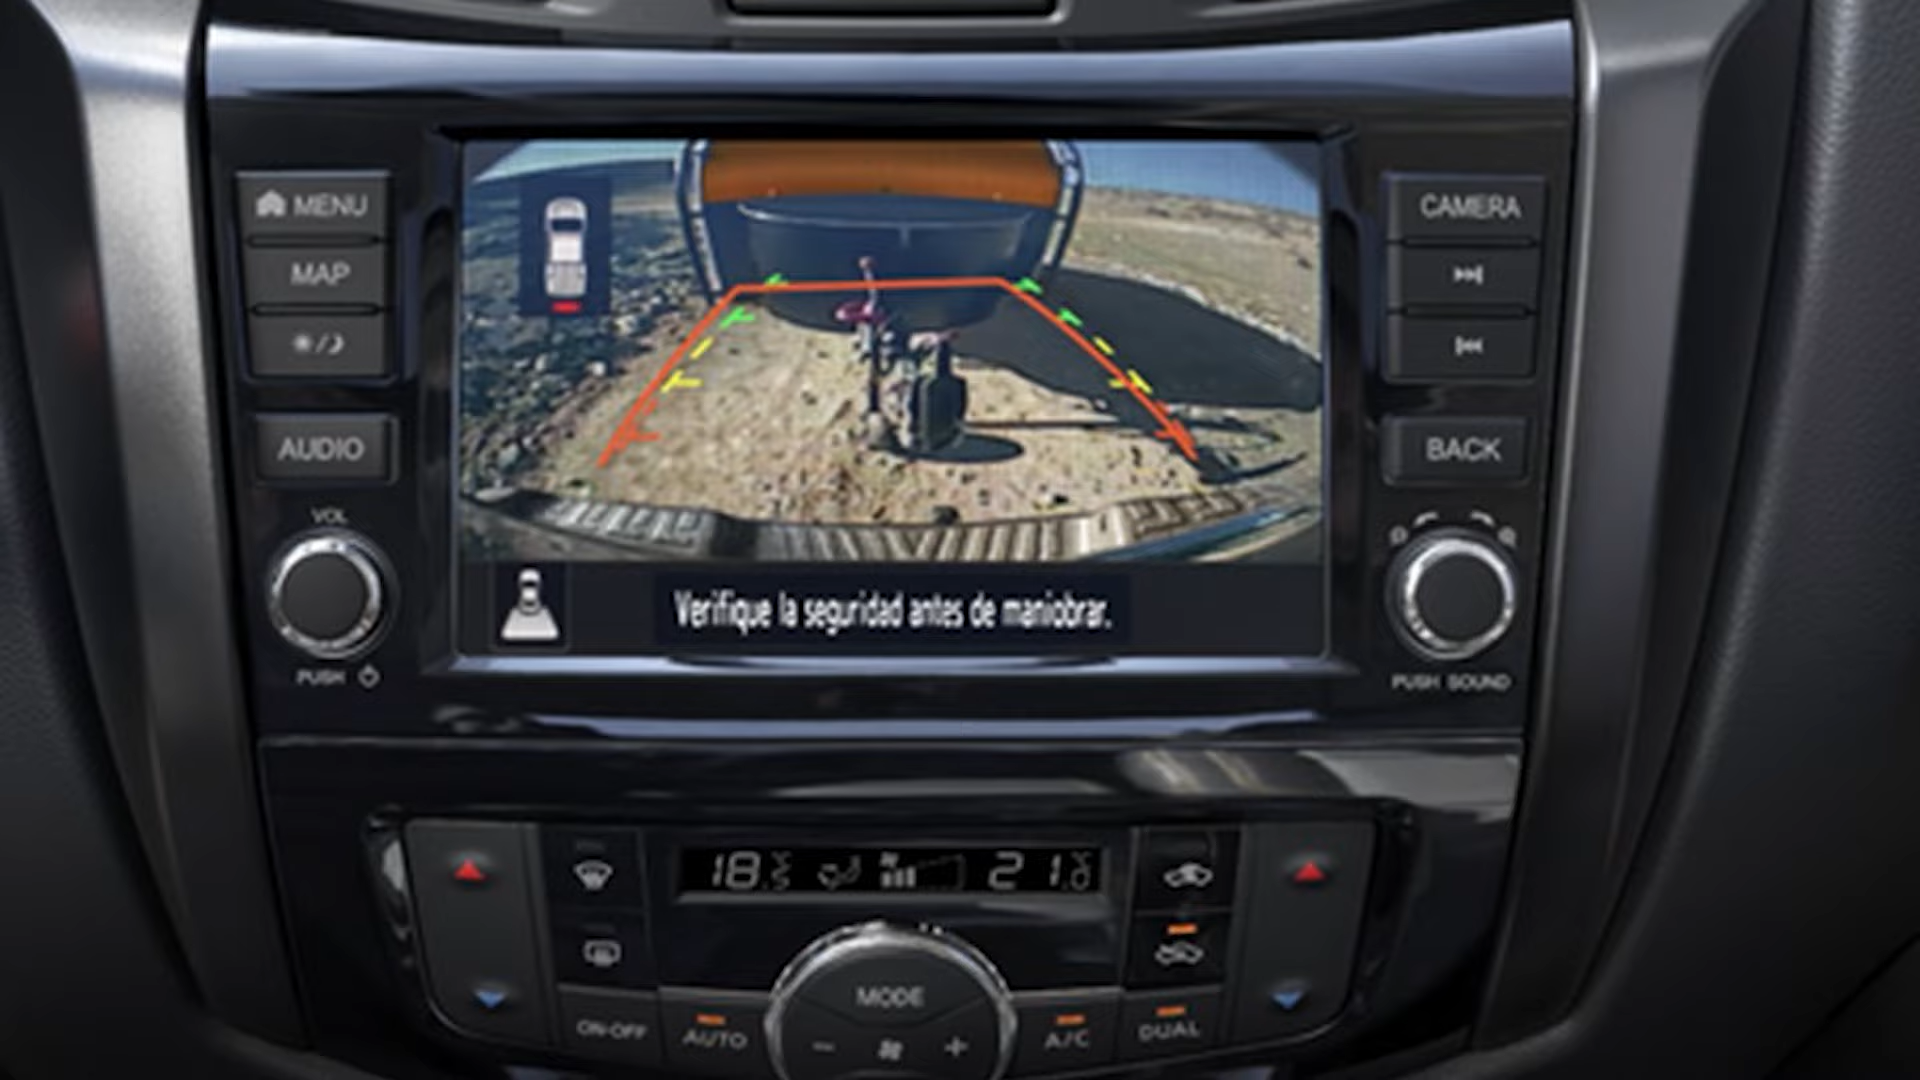 MENU
MAP
AUDIO
VOL
PUSH
CAMERA
BACK
PUSH SOUND
Verifique la seguridad antes de maniobrar.
18.
21.0
MODE
ON·OFF
AUTO
A/C
DUAL